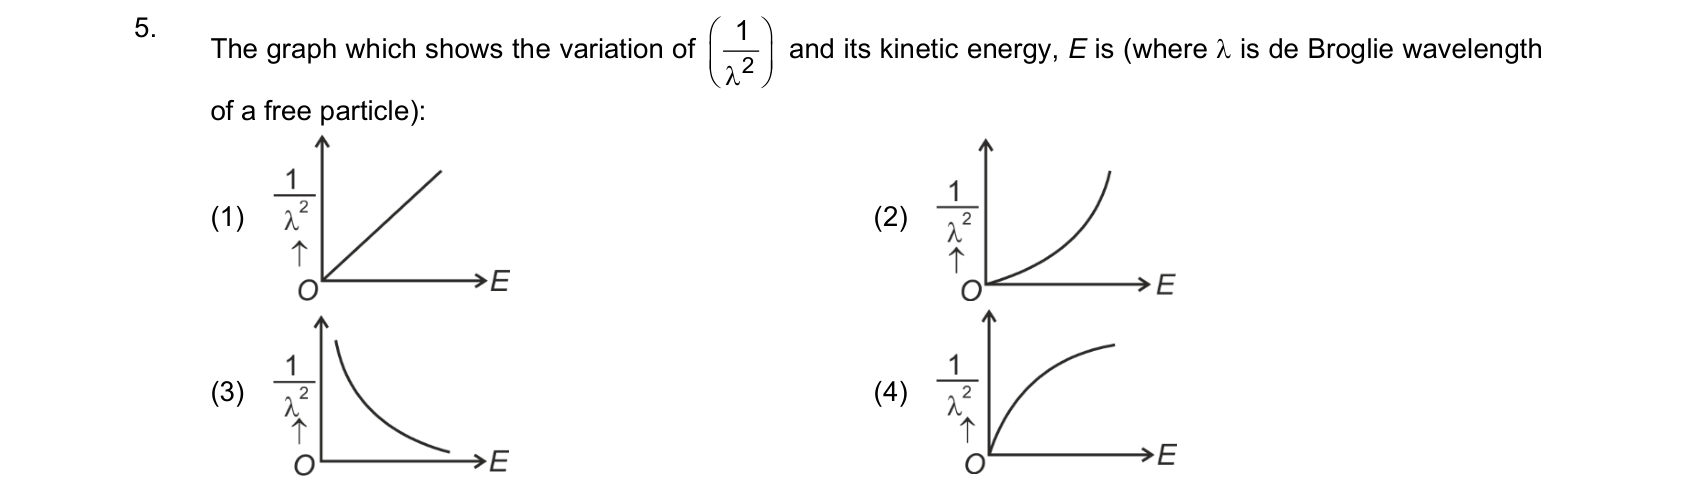 5.
The graph which shows the variation of (1/λ²) and its kinetic energy, E is (where λ is de Broglie wavelength
of a free particle):
(1) 1/λ² ↑ O E
(2) 1/λ² ↑ O E
(3) 1/λ² ↑ O E
(4) 1/λ² ↑ O E